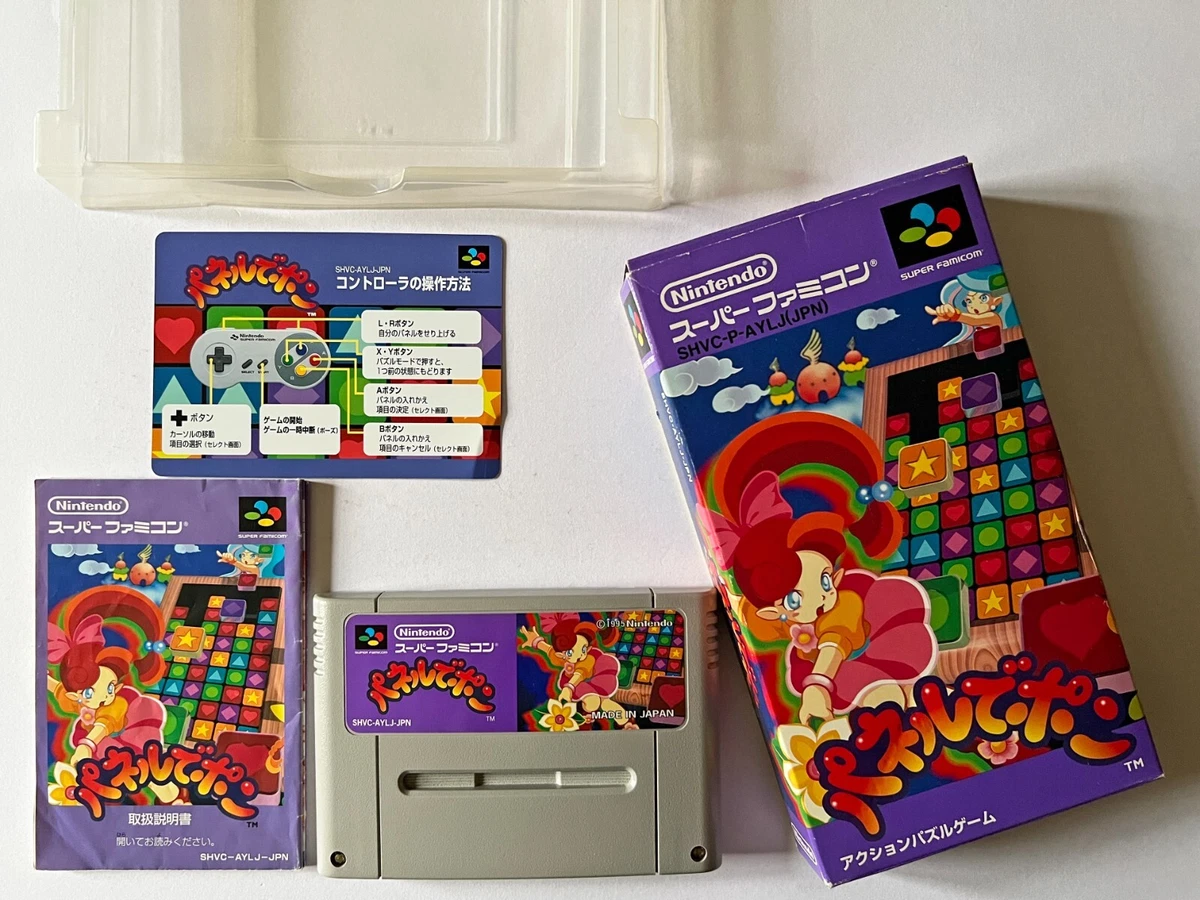 パネルでポン
TM
SHVC-AYLJ-JPN
コントローラの操作方法
SUPER FAMICOM
Nintendo
SUPER FAMICOM
SELECT START
L・Rボタン
自分のパネルをせり上げる
X・Yボタン
パズルモードで押すと、
1つ前の状態にもどります
Aボタン
パネルの入れかえ
項目の決定(セレクト画面)
Bボタン
パネルの入れかえ
項目のキャンセル(セレクト画面)
ボタン
カーソルの移動
項目の選択(セレクト画面)
ゲームの開始
ゲームの一時中断(ポーズ)
Nintendo
スーパーファミコン®
SUPER FAMICOM™
パネルでポン
TM
取扱説明書
開いてお読みください。
SHVC-AYLJ-JPN
Nintendo
スーパーファミコン®
パネルでポン
TM
SHVC-AYLJ-JPN
©1995 Nintendo
MADE IN JAPAN
Nintendo
スーパーファミコン®
SHVC-P-AYLJ(JPN)
SUPER FAMICOM™
パネルでポン
TM
アクションパズルゲーム
SHVC-AYLJ-JPN
Nintendo